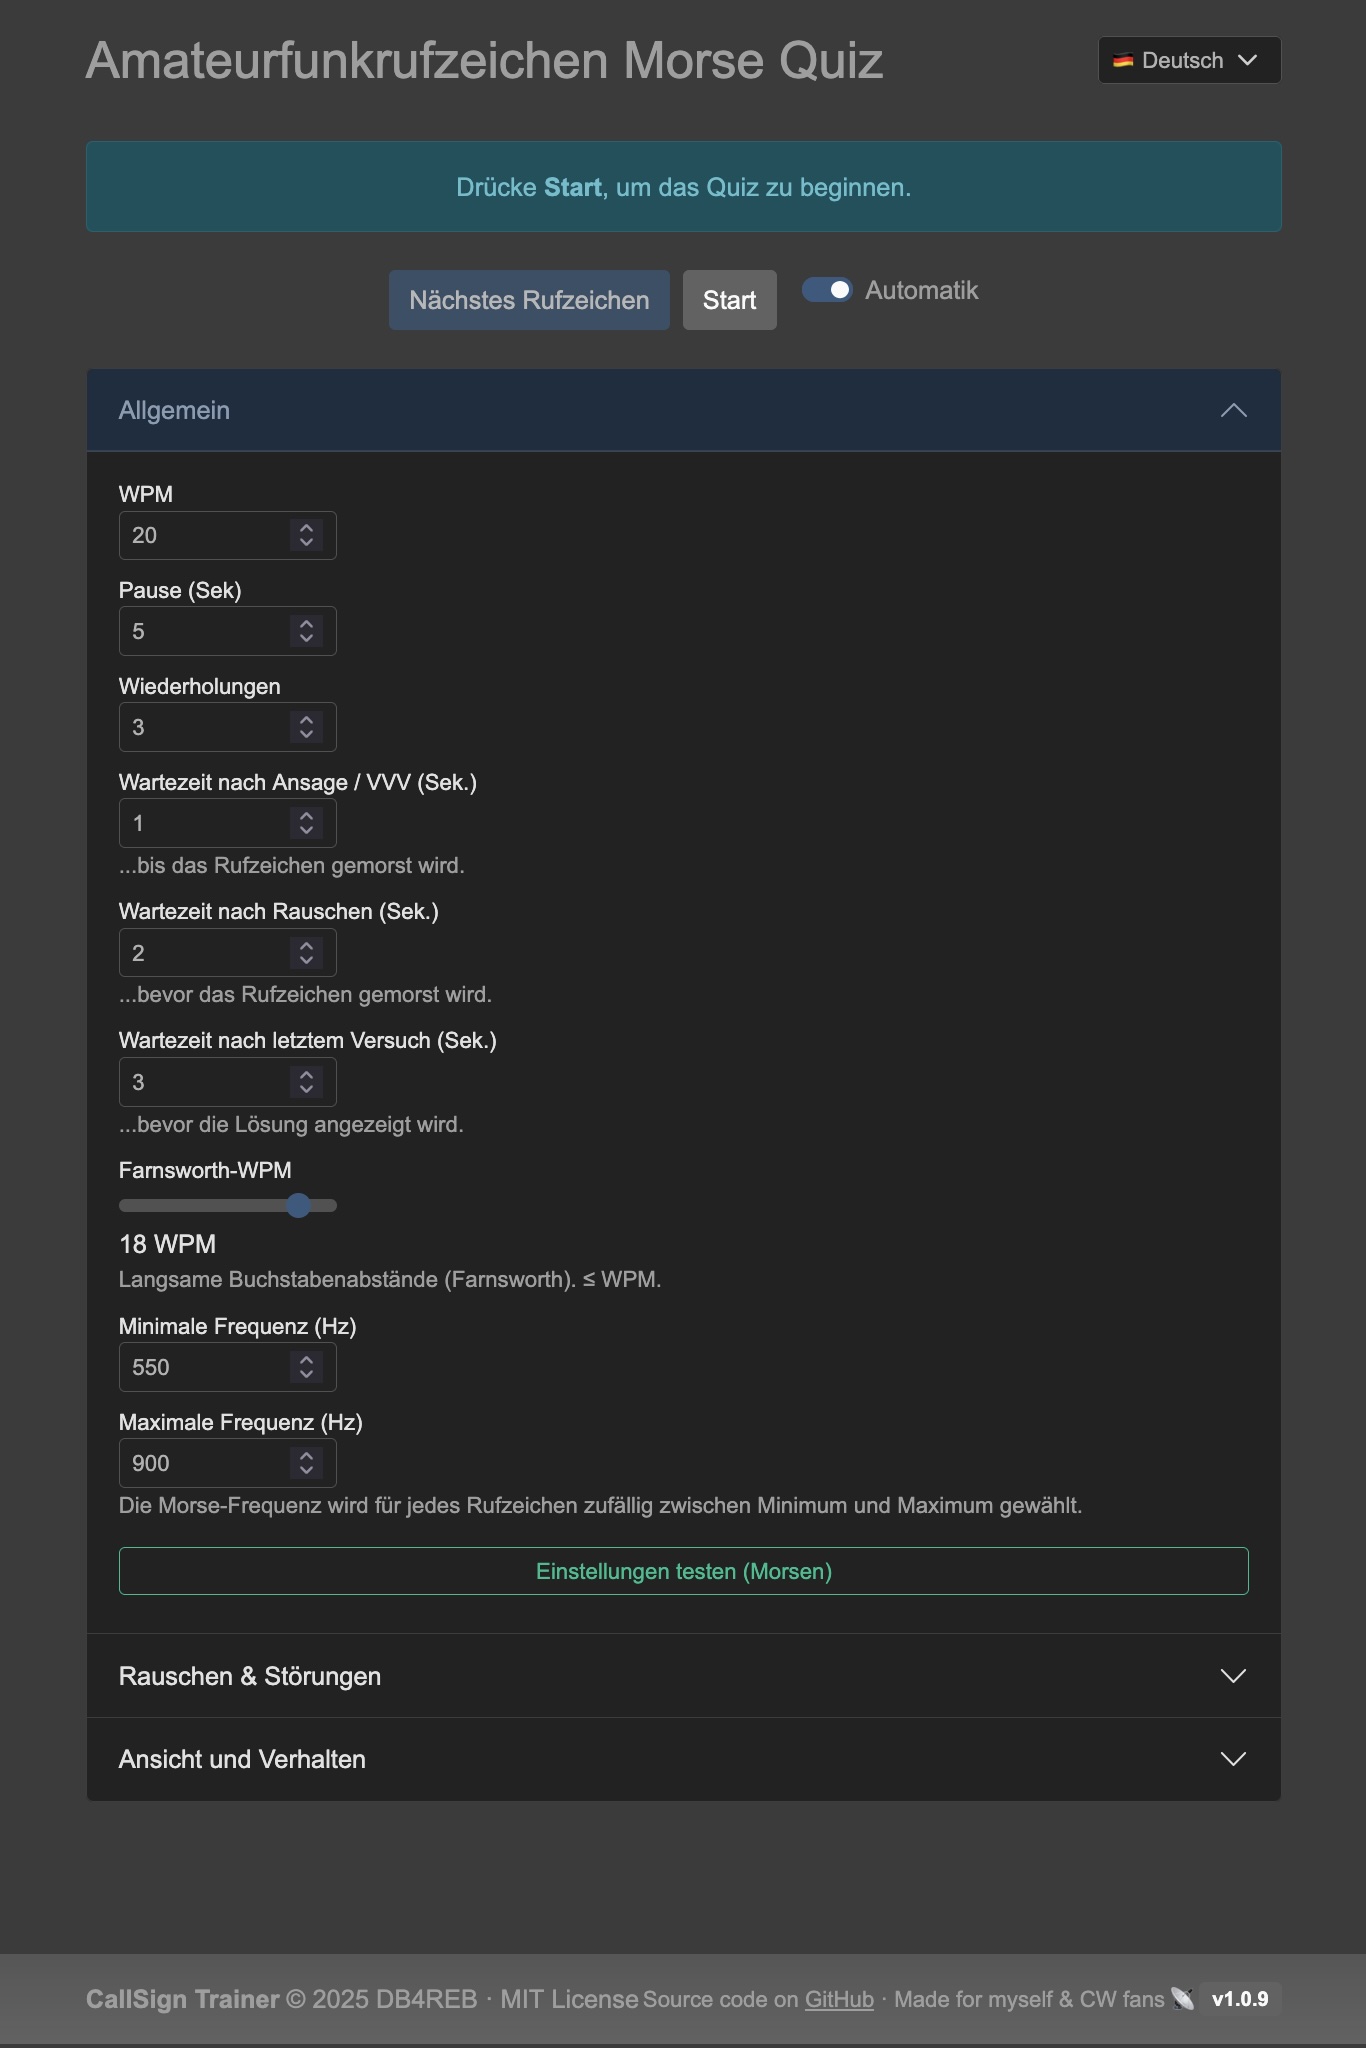 Amateurfunkrufzeichen Morse Quiz
Deutsch
Drücke Start, um das Quiz zu beginnen.
Nächstes Rufzeichen
Start
Automatik
Allgemein
WPM
20
Pause (Sek)
5
Wiederholungen
3
Wartezeit nach Ansage / VVV (Sek.)
1
...bis das Rufzeichen gemorst wird.
Wartezeit nach Rauschen (Sek.)
2
...bevor das Rufzeichen gemorst wird.
Wartezeit nach letztem Versuch (Sek.)
3
...bevor die Lösung angezeigt wird.
Farnsworth-WPM
18 WPM
Langsame Buchstabenabstände (Farnsworth). ≤ WPM.
Minimale Frequenz (Hz)
550
Maximale Frequenz (Hz)
900
Die Morse-Frequenz wird für jedes Rufzeichen zufällig zwischen Minimum und Maximum gewählt.
Einstellungen testen (Morsen)
Rauschen & Störungen
Ansicht und Verhalten
CallSign Trainer © 2025 DB4REB · MIT License Source code on GitHub · Made for myself & CW fans v1.0.9